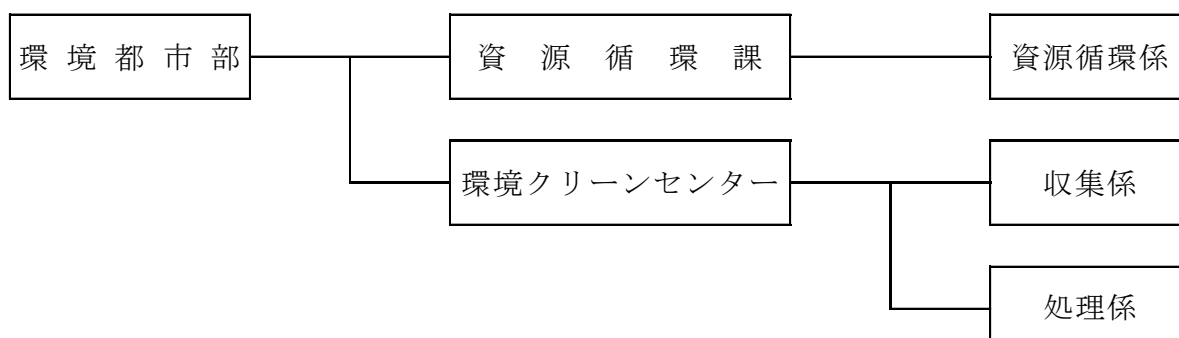 環境都市部
資源循環課
資源循環係
環境クリーンセンター
収集係
処理係